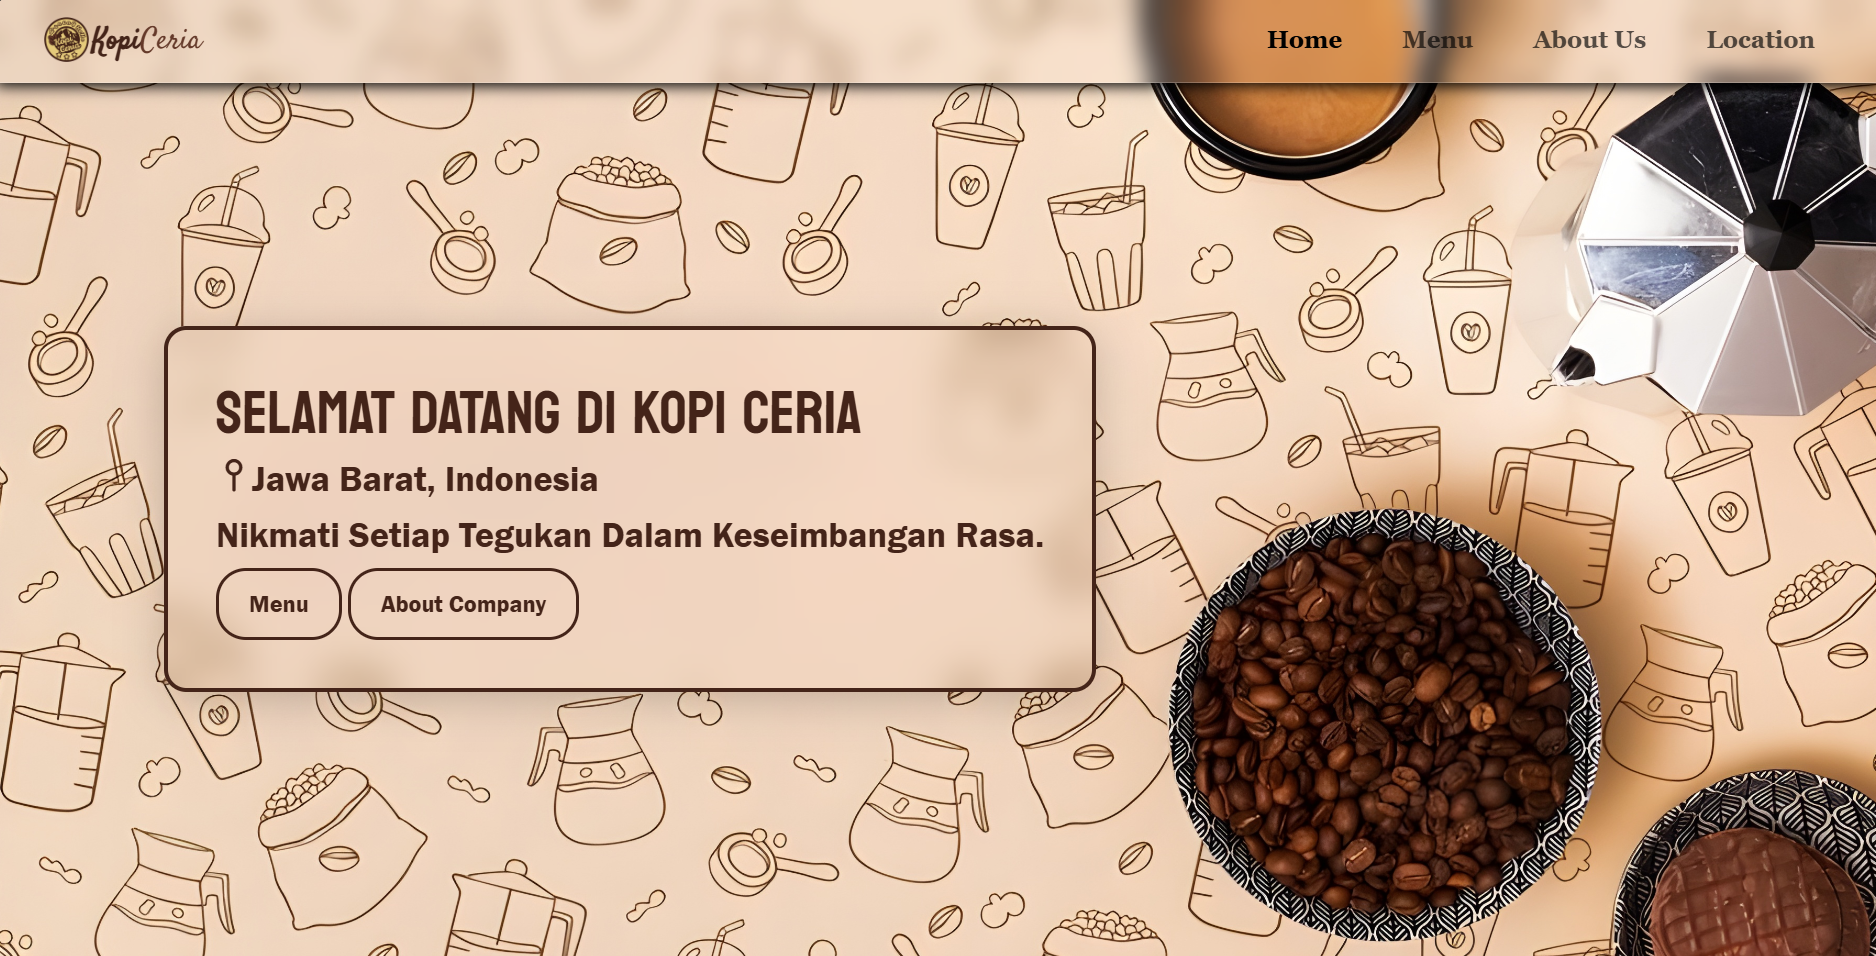 KopiCeria
Home Menu About Us Location
SELAMAT DATANG DI KOPI CERIA
Jawa Barat, Indonesia
Nikmati Setiap Tegukan Dalam Keseimbangan Rasa.
Menu About Company